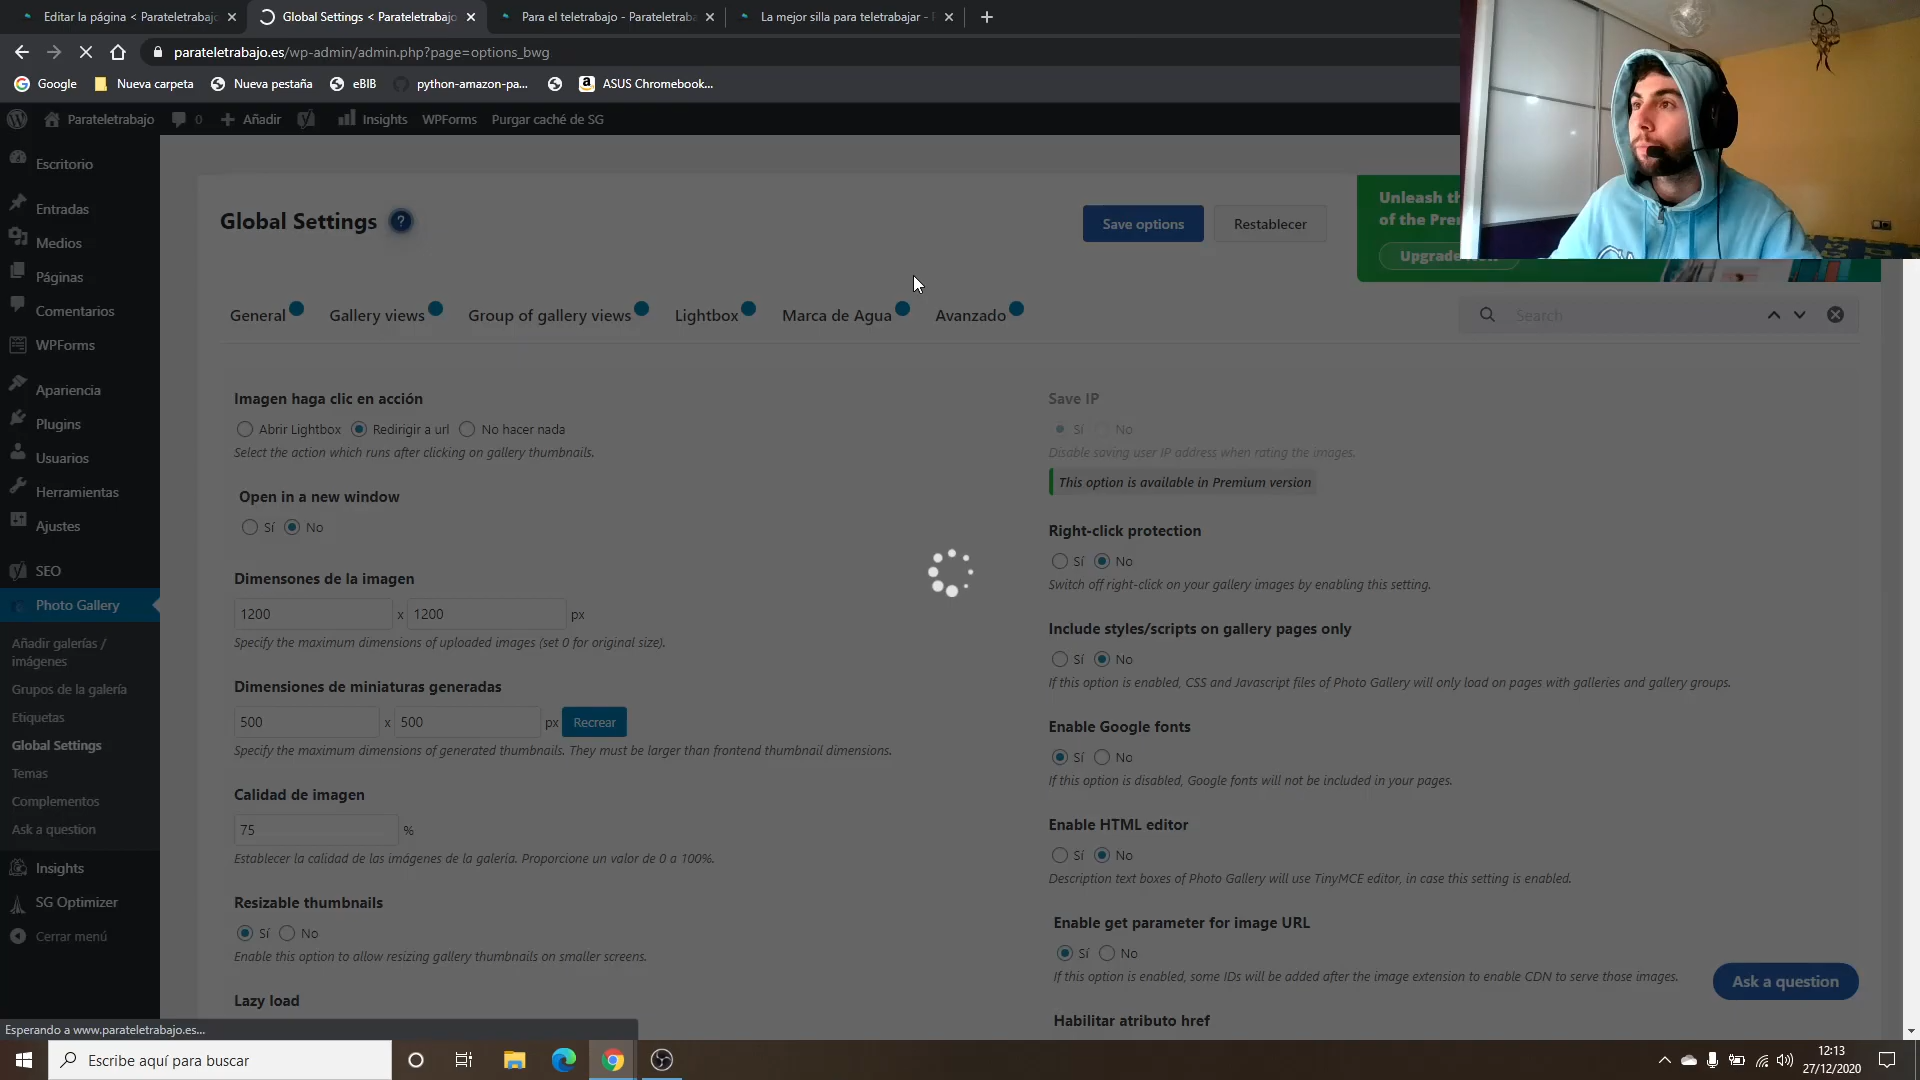 Editar la página < Parateletrabajo
Global Settings < Parateletrabajo
Para el teletrabajo - Parateletraba
La mejor silla para teletrabajar -
parateletrabajo.es/wp-admin/admin.php?page=options_bwg
Google
Nueva carpeta
Nueva pestaña
eBIB
python-amazon-pa...
ASUS Chromebook...
Parateletrabajo
0
Añadir
Insights
WPForms
Purgar caché de SG
Escritorio
Entradas
Medios
Páginas
Comentarios
WPForms
Apariencia
Plugins
Usuarios
Herramientas
Ajustes
SEO
Photo Gallery
Añadir galerías /
imágenes
Grupos de la galería
Etiquetas
Global Settings
Temas
Complementos
Ask a question
Insights
SG Optimizer
Cerrar menú
Global Settings ?
Save options
Restablecer
Unleash th
of the Pre
Upgrade
General
Gallery views
Group of gallery views
Lightbox
Marca de Agua
Avanzado
Search
Imagen haga clic en acción
Abrir Lightbox Redirigir a url No hacer nada
Select the action which runs after clicking on gallery thumbnails.
Open in a new window
Sí No
Dimensones de la imagen
1200 x 1200 px
Specify the maximum dimensions of uploaded images (set 0 for original size).
Dimensiones de miniaturas generadas
500 x 500 px Recrear
Specify the maximum dimensions of generated thumbnails. They must be larger than frontend thumbnail dimensions.
Calidad de imagen
75 %
Establecer la calidad de las imágenes de la galería. Proporcione un valor de 0 a 100%.
Resizable thumbnails
Sí No
Enable this option to allow resizing gallery thumbnails on smaller screens.
Lazy load
Save IP
Sí No
Disable saving user IP address when rating the images.
This option is available in Premium version
Right-click protection
Sí No
Switch off right-click on your gallery images by enabling this setting.
Include styles/scripts on gallery pages only
Sí No
If this option is enabled, CSS and Javascript files of Photo Gallery will only load on pages with galleries and gallery groups.
Enable Google fonts
Sí No
If this option is disabled, Google fonts will not be included in your pages.
Enable HTML editor
Sí No
Description text boxes of Photo Gallery will use TinyMCE editor, in case this setting is enabled.
Enable get parameter for image URL
Sí No
If this option is enabled, some IDs will be added after the image extension to enable CDN to serve those images.
Habilitar atributo href
Ask a question
Esperando a www.parateletrabajo.es...
Escribe aquí para buscar
12:13
27/12/2020